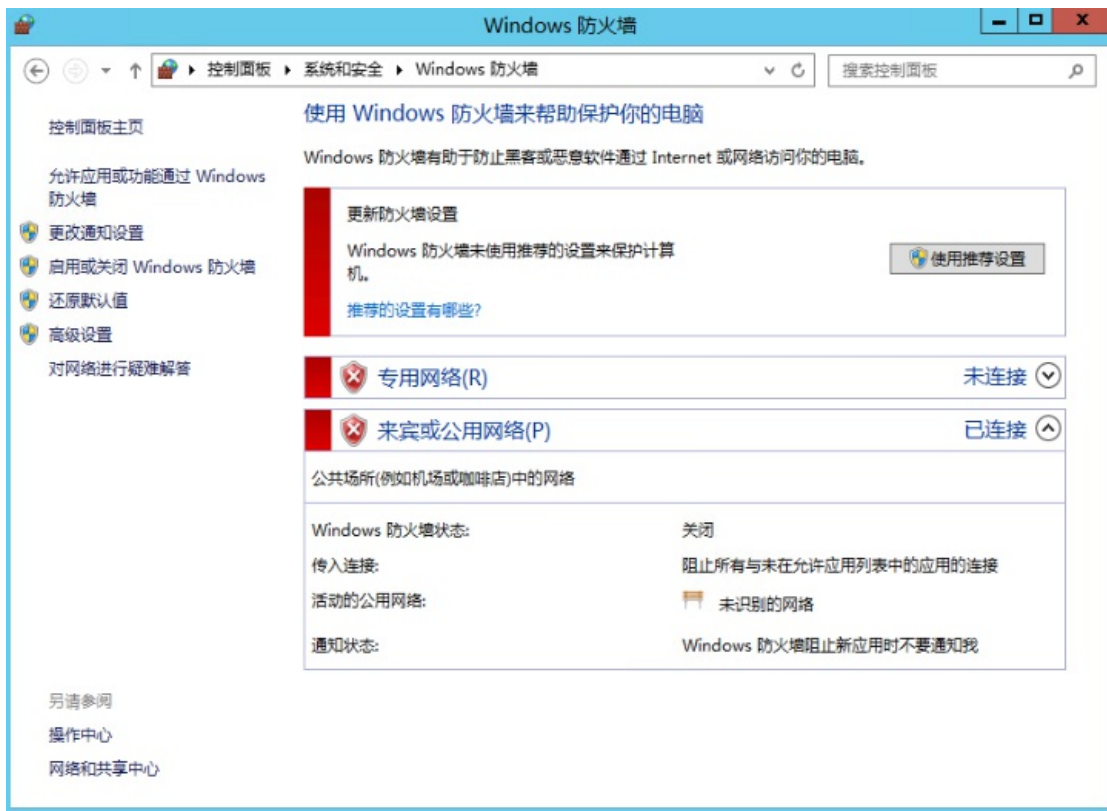 Windows 防火墙
控制面板 系统和安全 Windows 防火墙
搜索控制面板
控制面板主页
允许应用或功能通过 Windows
防火墙
更改通知设置
启用或关闭 Windows 防火墙
还原默认值
高级设置
对网络进行疑难解答
使用 Windows 防火墙来帮助保护你的电脑
Windows 防火墙有助于防止黑客或恶意软件通过 Internet 或网络访问你的电脑。
更新防火墙设置
Windows 防火墙未使用推荐的设置来保护计算
机。
使用推荐设置
推荐的设置有哪些?
专用网络(R) 未连接
来宾或公用网络(P) 已连接
公共场所(例如机场或咖啡店)中的网络
Windows 防火墙状态: 关闭
传入连接: 阻止所有与未在允许应用列表中的应用的连接
活动的公用网络: 未识别的网络
通知状态: Windows 防火墙阻止新应用时不要通知我
另请参阅
操作中心
网络和共享中心